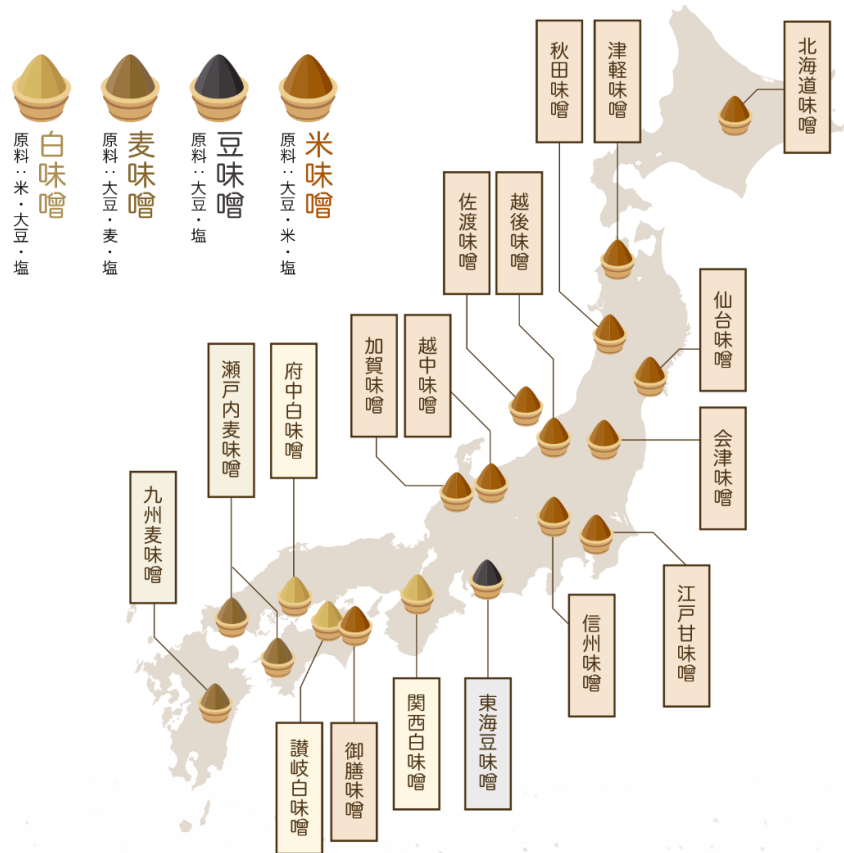 米味噌
原料:大豆・米・塩
豆味噌
原料:大豆・塩
麦味噌
原料:大豆・麦・塩
白味噌
原料:米・大豆・塩
北海道味噌
津軽味噌
秋田味噌
越後味噌
佐渡味噌
仙台味噌
越中味噌
加賀味噌
府中白味噌
瀬戸内麦味噌
会津味噌
九州麦味噌
江戸甘味噌
信州味噌
東海豆味噌
関西白味噌
御膳味噌
讃岐白味噌